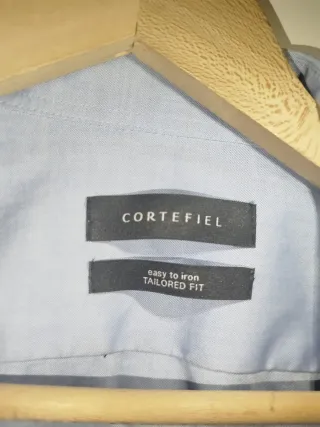 CORTEFIEL
easy to iron
TAILORED FIT